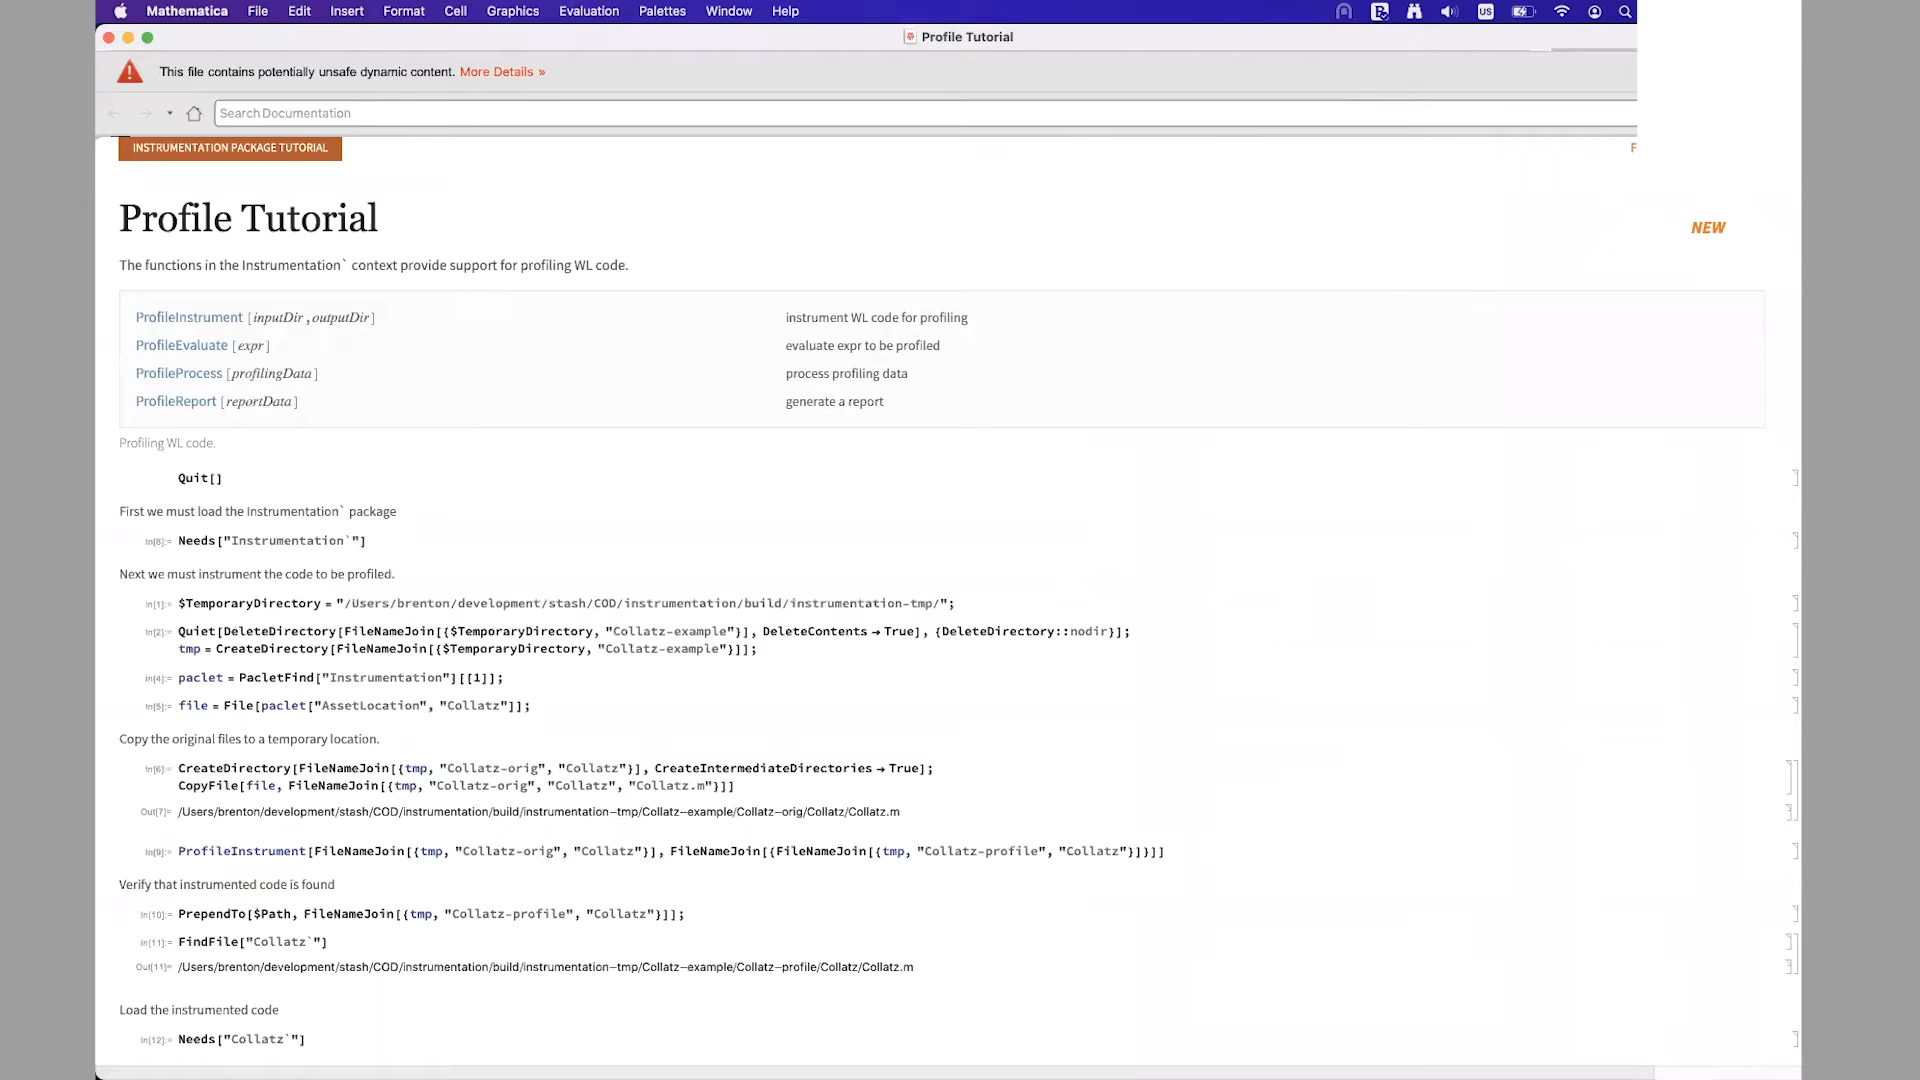 Mathematica File Edit Insert Format Cell Graphics Evaluation Palettes Window Help US
Profile Tutorial
This file contains potentially unsafe dynamic content. More Details »
Search Documentation
INSTRUMENTATION PACKAGE TUTORIAL
Profile Tutorial
NEW
The functions in the Instrumentation` context provide support for profiling WL code.
ProfileInstrument [inputDir,outputDir] instrument WL code for profiling
ProfileEvaluate [expr] evaluate expr to be profiled
ProfileProcess [profilingData] process profiling data
ProfileReport [reportData] generate a report
Profiling WL code.
Quit[]
First we must load the Instrumentation` package
In[8]:= Needs["Instrumentation`"]
Next we must instrument the code to be profiled.
In[1]:= $TemporaryDirectory = "/Users/brenton/development/stash/COD/instrumentation/build/instrumentation-tmp/";
In[2]:= Quiet[DeleteDirectory[FileNameJoin[{$TemporaryDirectory, "Collatz-example"}], DeleteContents → True], {DeleteDirectory::nodir}];
tmp = CreateDirectory[FileNameJoin[{$TemporaryDirectory, "Collatz-example"}]];
In[4]:= paclet = PacletFind["Instrumentation"][[1]];
In[5]:= file = File[paclet["AssetLocation", "Collatz"]];
Copy the original files to a temporary location.
In[6]:= CreateDirectory[FileNameJoin[{tmp, "Collatz-orig", "Collatz"}], CreateIntermediateDirectories → True];
CopyFile[file, FileNameJoin[{tmp, "Collatz-orig", "Collatz", "Collatz.m"}]]
Out[7]= /Users/brenton/development/stash/COD/instrumentation/build/instrumentation-tmp/Collatz-example/Collatz-orig/Collatz/Collatz.m
In[9]:= ProfileInstrument[FileNameJoin[{tmp, "Collatz-orig", "Collatz"}], FileNameJoin[{FileNameJoin[{tmp, "Collatz-profile", "Collatz"}]}]]
Verify that instrumented code is found
In[10]:= PrependTo[$Path, FileNameJoin[{tmp, "Collatz-profile", "Collatz"}]];
In[11]:= FindFile["Collatz`"]
Out[11]= /Users/brenton/development/stash/COD/instrumentation/build/instrumentation-tmp/Collatz-example/Collatz-profile/Collatz/Collatz.m
Load the instrumented code
In[12]:= Needs["Collatz`"]